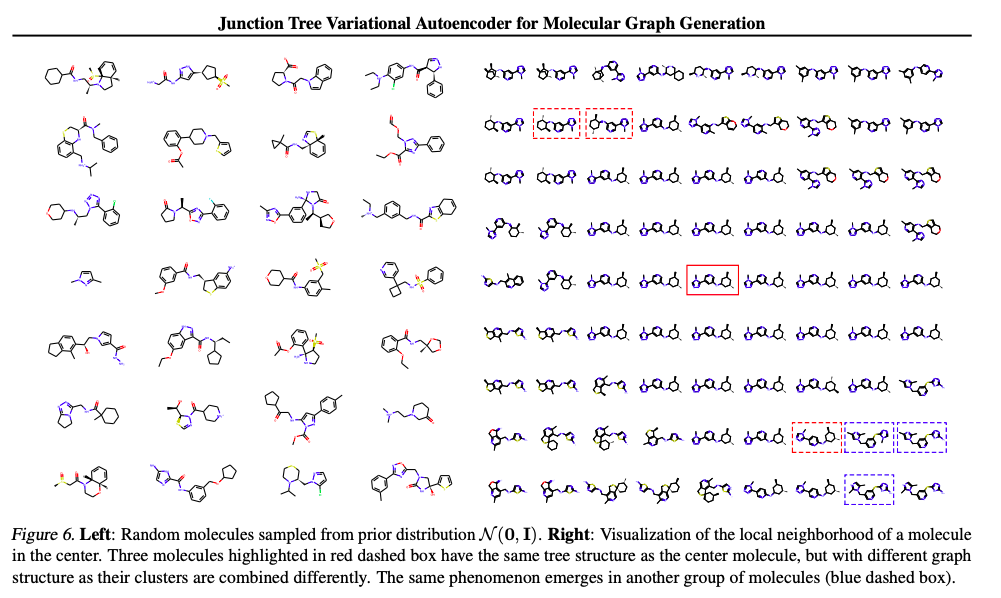 Junction Tree Variational Autoencoder for Molecular Graph Generation
Figure 6. Left: Random molecules sampled from prior distribution 𝒩(0, I). Right: Visualization of the local neighborhood of a molecule
in the center. Three molecules highlighted in red dashed box have the same tree structure as the center molecule, but with different graph
structure as their clusters are combined differently. The same phenomenon emerges in another group of molecules (blue dashed box).